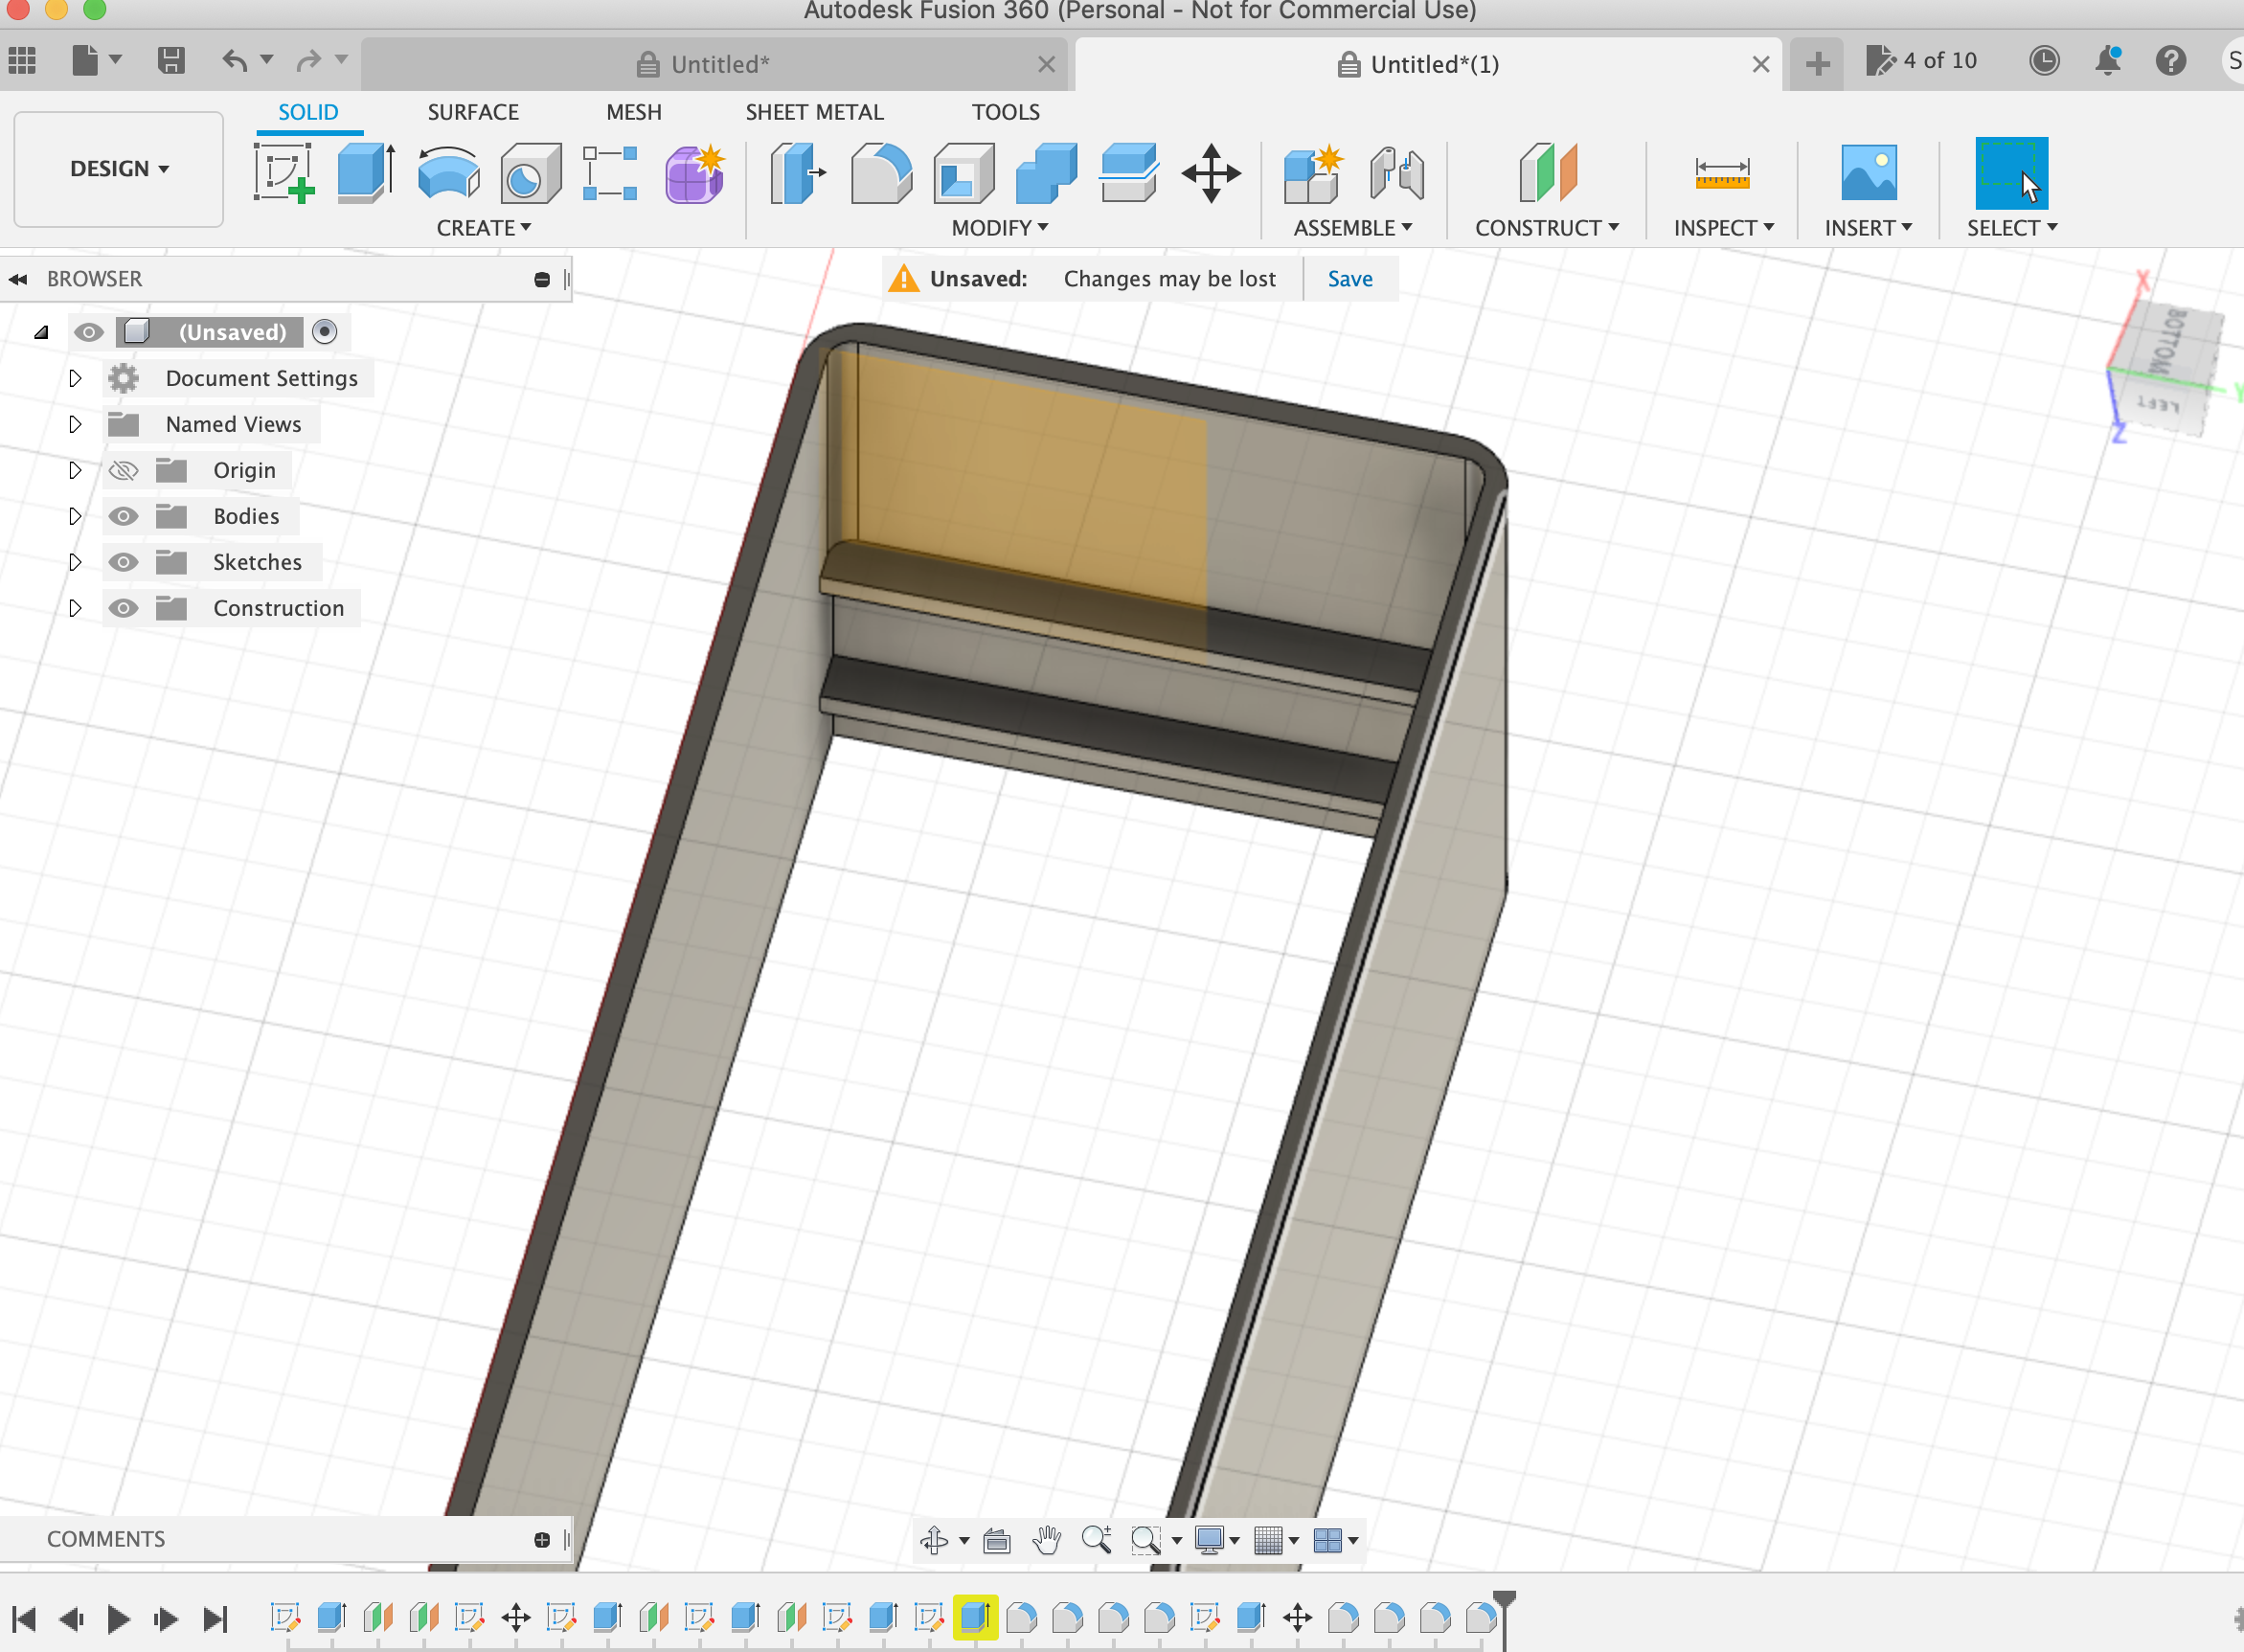 Autodesk Fusion 360 (Personal - Not for Commercial Use)
Untitled*
Untitled*(1)
4 of 10
S
SOLID SURFACE MESH SHEET METAL TOOLS
DESIGN
CREATE MODIFY ASSEMBLE CONSTRUCT INSPECT INSERT SELECT
BROWSER
Unsaved: Changes may be lost Save
(Unsaved)
Document Settings
Named Views
Origin
Bodies
Sketches
Construction
X
BOTTOM
Y
LEFT
Z
COMMENTS